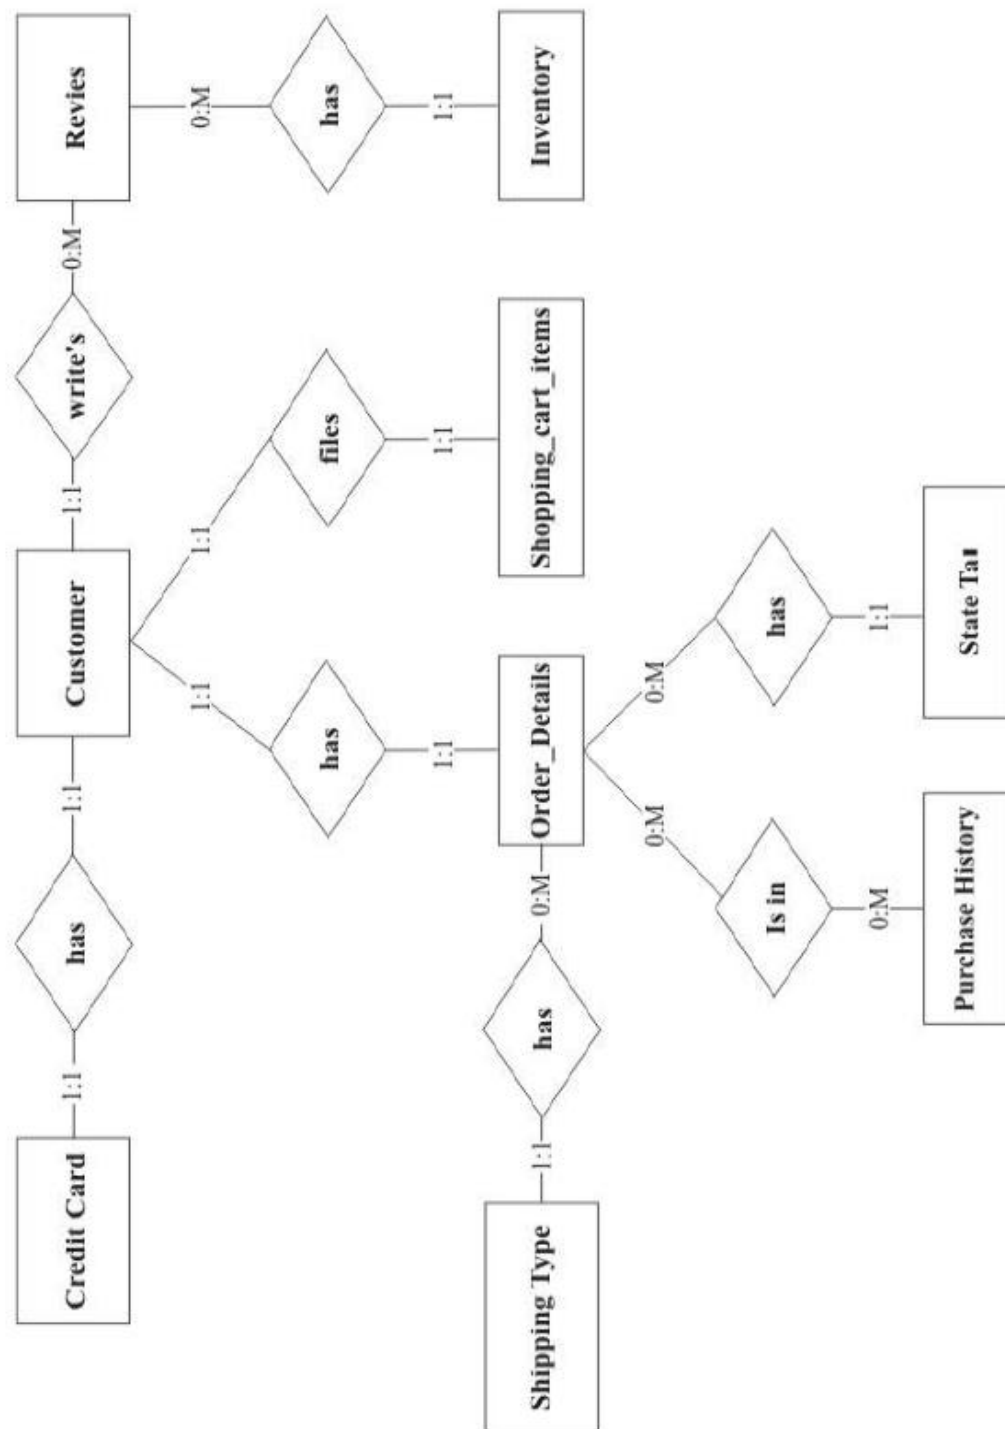 Credit Card
1:1
has
1:1
Customer
1:1
write's
0:M
Revies
1:1
1:1
0:M
has
files
has
1:1
1:1
1:1
Shipping Type
1:1
has
0:M
Order_Details
Shopping_cart_items
Inventory
0:M
0:M
Is in
has
0:M
1:1
Purchase History
State